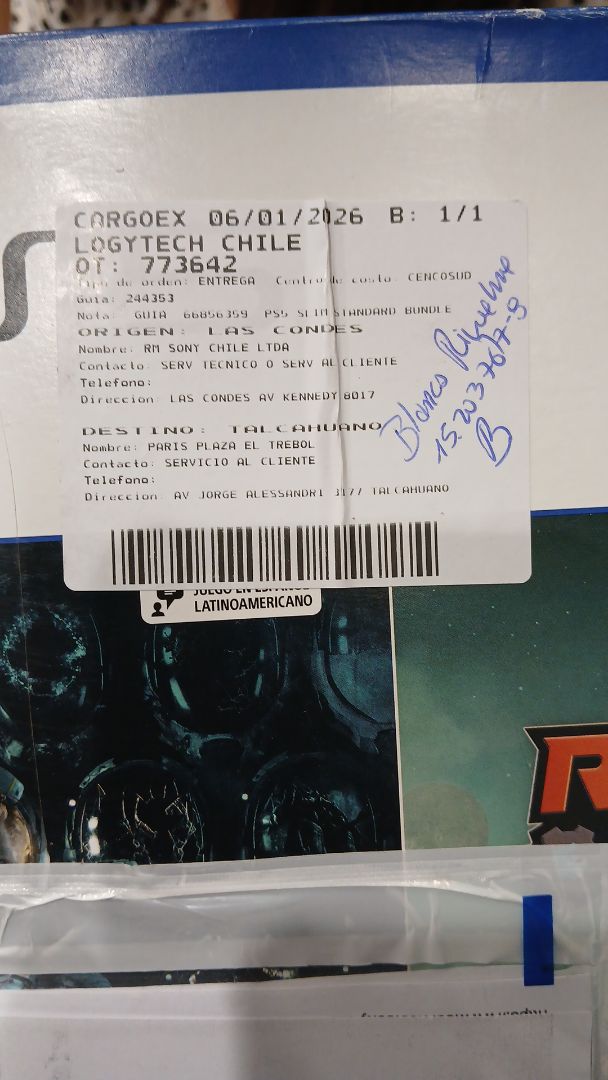 CARGOEX 06/01/2026 B: 1/1
LOGYTECH CHILE
OT: 773642
Tipo de orden: ENTREGA Centro de costo: CENCOSUD
Guia: 244353
Nota: GUIA 66856359 PS5 SLIM STANDARD BUNDLE
ORIGEN: LAS CONDES
Nombre: RM SONY CHILE LTDA
Contacto: SERV TECNICO O SERV AL CLIENTE
Telefono:
Direccion: LAS CONDES AV KENNEDY 8017
DESTINO: TALCAHUANO
Nombre: PARIS PLAZA EL TREBOL
Contacto: SERVICIO AL CLIENTE
Telefono:
Direccion: AV JORGE ALESSANDRI 3177 TALCAHUANO
Blanco Riquelme
15.203.767-9
B
JUEGO EN ESPAÑOL
LATINOAMERICANO
R